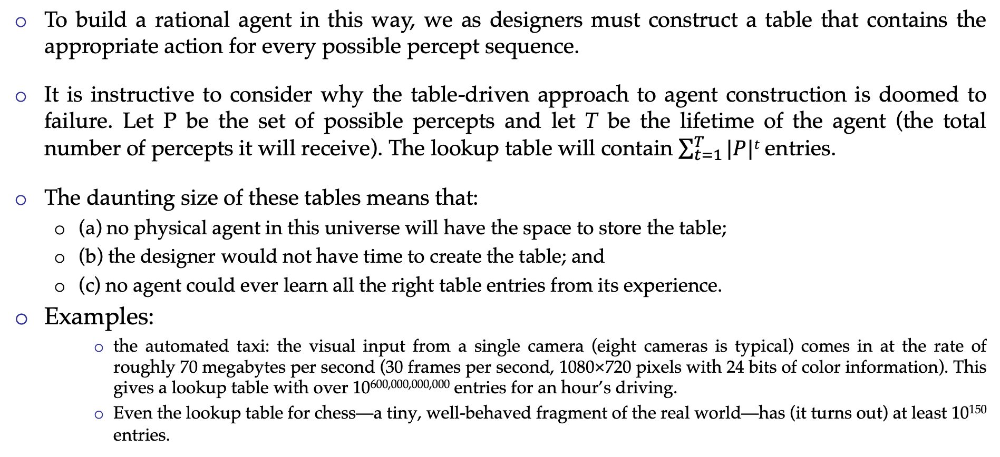 ○ To build a rational agent in this way, we as designers must construct a table that contains the
appropriate action for every possible percept sequence.
○ It is instructive to consider why the table-driven approach to agent construction is doomed to
failure. Let P be the set of possible percepts and let T be the lifetime of the agent (the total
number of percepts it will receive). The lookup table will contain $\sum_{t=1}^{T} |P|^t$ entries.
○ The daunting size of these tables means that:
○ (a) no physical agent in this universe will have the space to store the table;
○ (b) the designer would not have time to create the table; and
○ (c) no agent could ever learn all the right table entries from its experience.
○ Examples:
○ the automated taxi: the visual input from a single camera (eight cameras is typical) comes in at the rate of
roughly 70 megabytes per second (30 frames per second, 1080×720 pixels with 24 bits of color information). This
gives a lookup table with over 10^600,000,000,000 entries for an hour's driving.
○ Even the lookup table for chess—a tiny, well-behaved fragment of the real world—has (it turns out) at least 10^150
entries.